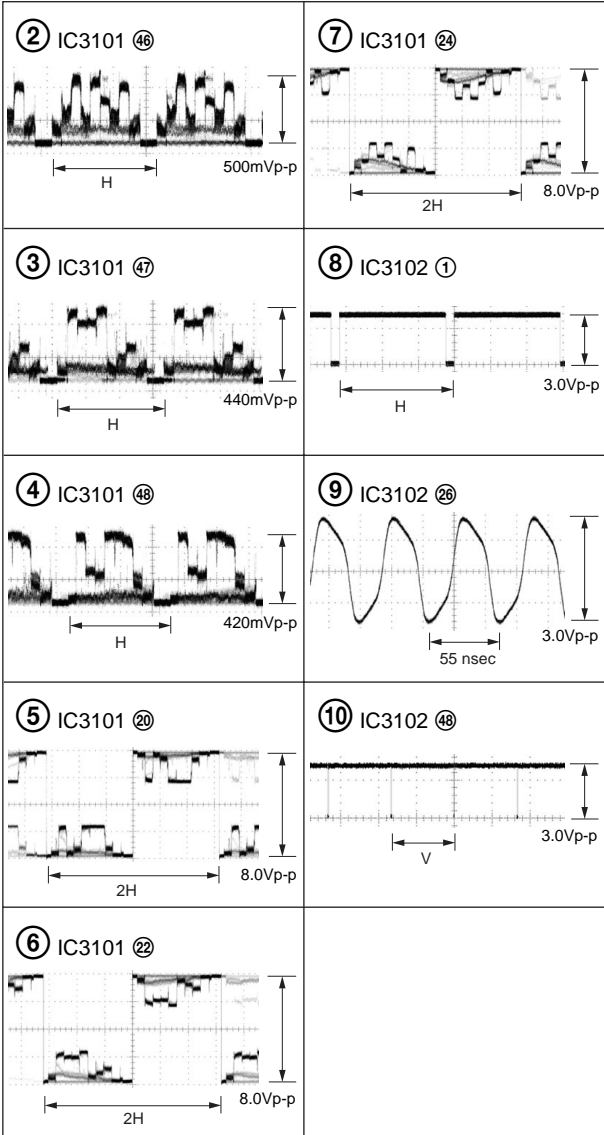 ② IC3101 ㊻
500mVp-p
H
③ IC3101 ㊼
440mVp-p
H
④ IC3101 ㊽
420mVp-p
H
⑤ IC3101 ⑳
8.0Vp-p
2H
⑥ IC3101 ㉒
8.0Vp-p
2H
⑦ IC3101 ㉔
8.0Vp-p
2H
⑧ IC3102 ①
3.0Vp-p
H
⑨ IC3102 ㉖
3.0Vp-p
55 nsec
⑩ IC3102 ㊽
3.0Vp-p
V